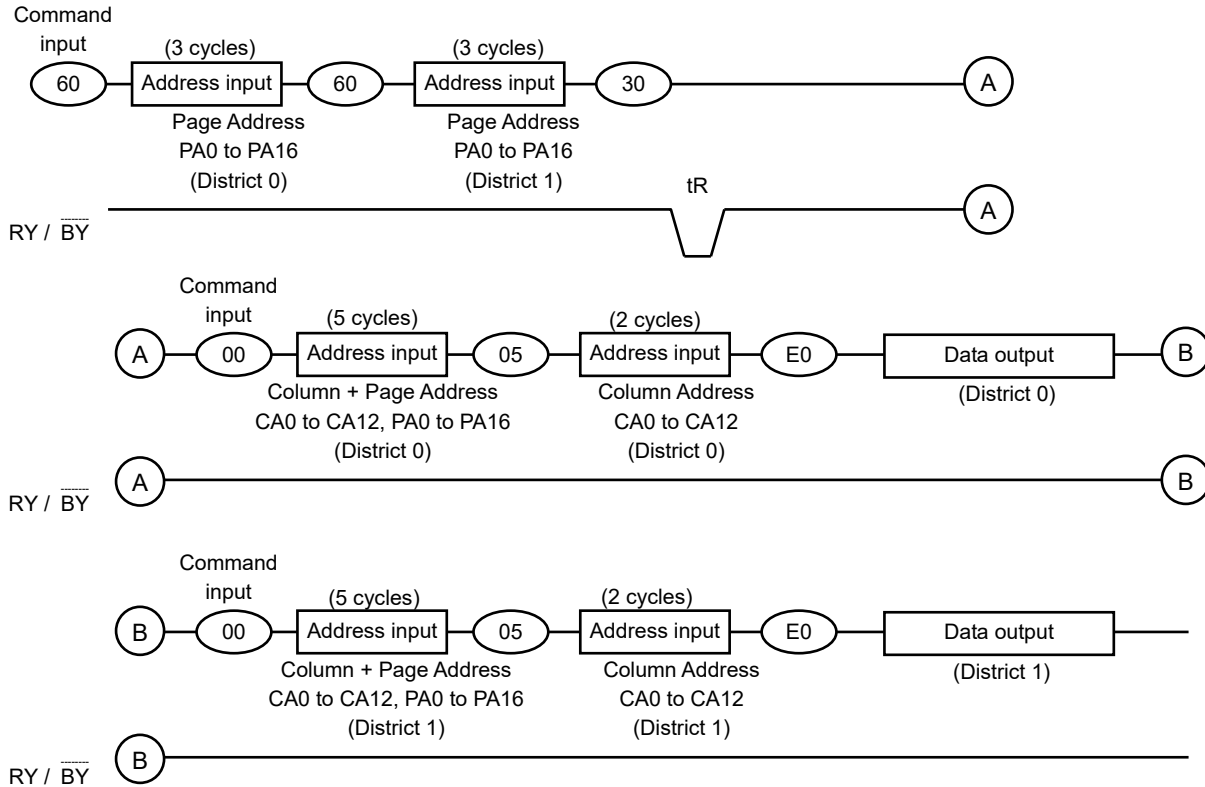 Command
input
(3 cycles) (3 cycles)
60 Address input 60 Address input 30 A
Page Address Page Address
PA0 to PA16 PA0 to PA16
(District 0) (District 1)
tR
RY / BY A
Command
input
(5 cycles) (2 cycles)
A 00 Address input 05 Address input E0 Data output B
Column + Page Address Column Address (District 0)
CA0 to CA12, PA0 to PA16 CA0 to CA12
(District 0) (District 0)
RY / BY A B
Command
input
(5 cycles) (2 cycles)
B 00 Address input 05 Address input E0 Data output
Column + Page Address Column Address (District 1)
CA0 to CA12, PA0 to PA16 CA0 to CA12
(District 1) (District 1)
RY / BY B